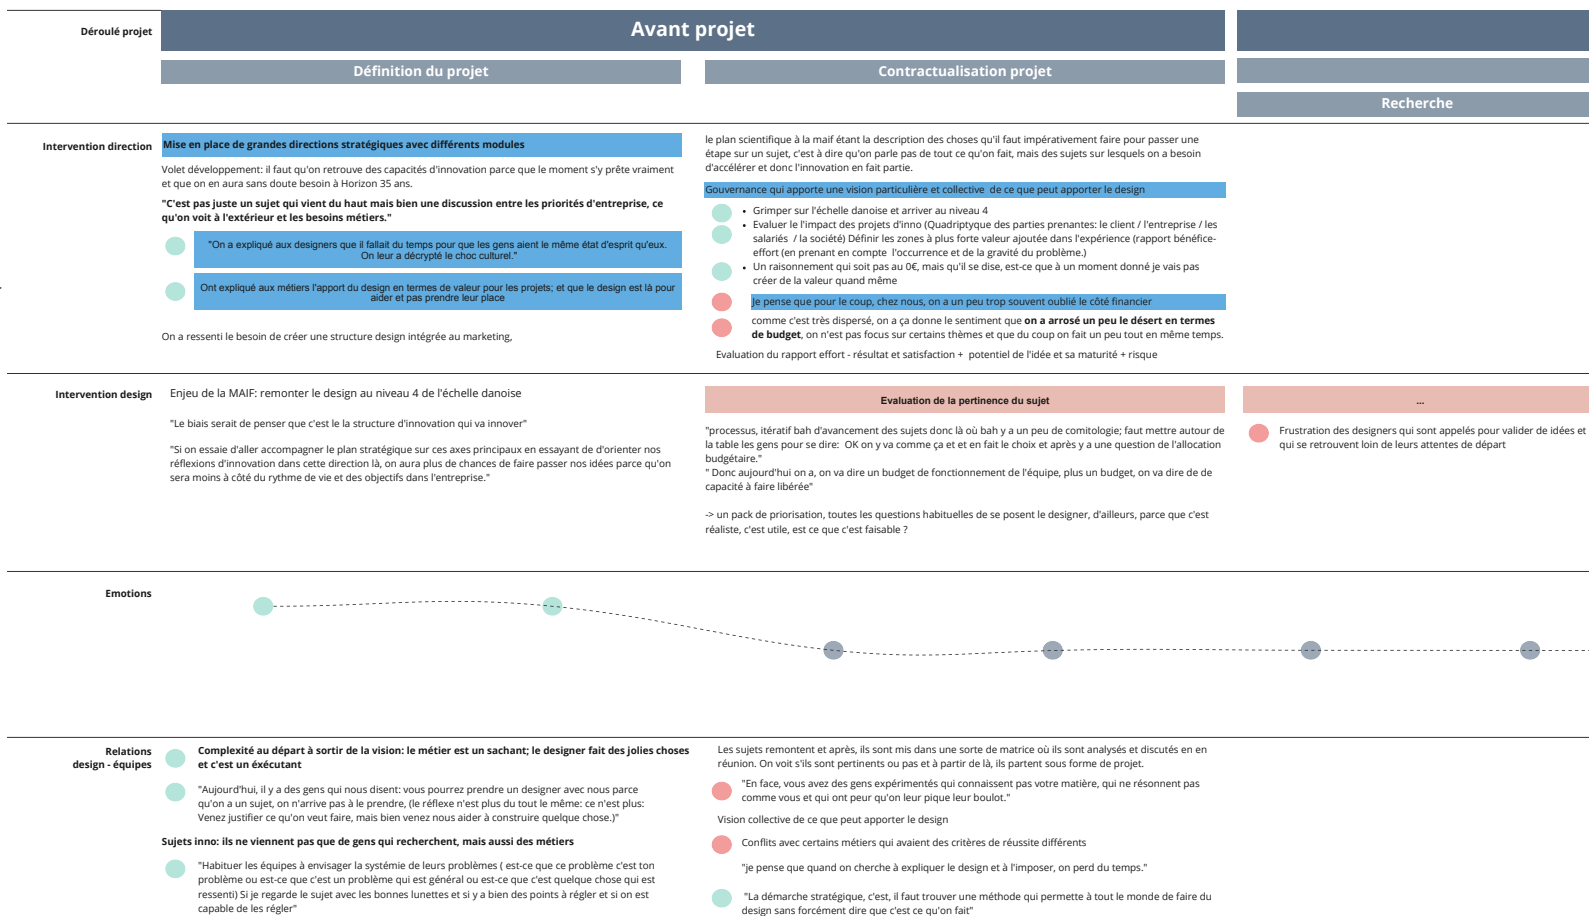 Déroulé projet
Avant projet
Définition du projet
Contractualisation projet
Recherche
Intervention direction
Mise en place de grandes directions stratégiques avec différents modules
Volet développement: il faut qu'on retrouve des capacités d'innovation parce que le moment s'y prête vraiment
et que on en aura sans doute besoin à Horizon 35 ans.
"C'est pas juste un sujet qui vient du haut mais bien une discussion entre les priorités d'entreprise, ce
qu'on voit à l'extérieur et les besoins métiers."
"On a expliqué aux designers que il fallait du temps pour que les gens aient le même état d'esprit qu'eux.
On leur a décrypté le choc culturel."
Ont expliqué aux métiers l'apport du design en termes de valeur pour les projets; et que le design est là pour
aider et pas prendre leur place
On a ressenti le besoin de créer une structure design intégrée au marketing,
le plan scientifique à la maif étant la description des choses qu'il faut impérativement faire pour passer une
étape sur un sujet, c'est à dire qu'on parle pas de tout ce qu'on fait, mais des sujets sur lesquels on a besoin
d'accélérer et donc l'innovation en fait partie.
Gouvernance qui apporte une vision particulière et collective de ce que peut apporter le design
• Grimper sur l'échelle danoise et arriver au niveau 4
• Evaluer le l'impact des projets d'inno (Quadriptyque des parties prenantes: le client / l'entreprise / les
salariés / la société) Définir les zones à plus forte valeur ajoutée dans l'expérience (rapport bénéfice-
effort (en prenant en compte l'occurrence et de la gravité du problème.)
• Un raisonnement qui soit pas au 0€, mais qu'il se dise, est-ce que à un moment donné je vais pas
créer de la valeur quand même
Je pense que pour le coup, chez nous, on a un peu trop souvent oublié le côté financier
comme c'est très dispersé, on a ça donne le sentiment que on a arrosé un peu le désert en termes
de budget, on n'est pas focus sur certains thèmes et que du coup on fait un peu tout en même temps.
Evaluation du rapport effort - résultat et satisfaction + potentiel de l'idée et sa maturité + risque
Intervention design
Enjeu de la MAIF: remonter le design au niveau 4 de l'échelle danoise
"Le biais serait de penser que c'est le la structure d'innovation qui va innover"
"Si on essaie d'aller accompagner le plan stratégique sur ces axes principaux en essayant de d'orienter nos
réflexions d'innovation dans cette direction là, on aura plus de chances de faire passer nos idées parce qu'on
sera moins à côté du rythme de vie et des objectifs dans l'entreprise."
Evaluation de la pertinence du sujet
"processus, itératif bah d'avancement des sujets donc là où bah y a un peu de comitologie; faut mettre autour de
la table les gens pour se dire: OK on y va comme ça et et en fait le choix et après y a une question de l'allocation
budgétaire."
" Donc aujourd'hui on a, on va dire un budget de fonctionnement de l'équipe, plus un budget, on va dire de de
capacité à faire libérée"
-> un pack de priorisation, toutes les questions habituelles de se posent le designer, d'ailleurs, parce que c'est
réaliste, c'est utile, est ce que c'est faisable ?
...
Frustration des designers qui sont appelés pour valider de idées et
qui se retrouvent loin de leurs attentes de départ
Emotions
Relations
design - équipes
Complexité au départ à sortir de la vision: le métier est un sachant; le designer fait des jolies choses
et c'est un éxécutant
"Aujourd'hui, il y a des gens qui nous disent: vous pourrez prendre un designer avec nous parce
qu'on a un sujet, on n'arrive pas à le prendre, (le réflexe n'est plus du tout le même: ce n'est plus:
Venez justifier ce qu'on veut faire, mais bien venez nous aider à construire quelque chose.)"
Sujets inno: ils ne viennent pas que de gens qui recherchent, mais aussi des métiers
"Habituer les équipes à envisager la systémie de leurs problèmes ( est-ce que ce problème c'est ton
problème ou est-ce que c'est un problème qui est général ou est-ce que c'est quelque chose qui est
ressenti) Si je regarde le sujet avec les bonnes lunettes et si y a bien des points à régler et si on est
capable de les régler"
Les sujets remontent et après, ils sont mis dans une sorte de matrice où ils sont analysés et discutés en en
réunion. On voit s'ils sont pertinents ou pas et à partir de là, ils partent sous forme de projet.
"En face, vous avez des gens expérimentés qui connaissent pas votre matière, qui ne résonnent pas
comme vous et qui ont peur qu'on leur pique leur boulot."
Vision collective de ce que peut apporter le design
Conflits avec certains métiers qui avaient des critères de réussite différents
"je pense que quand on cherche à expliquer le design et à l'imposer, on perd du temps."
"La démarche stratégique, c'est, il faut trouver une méthode qui permette à tout le monde de faire du
design sans forcément dire que c'est ce qu'on fait"